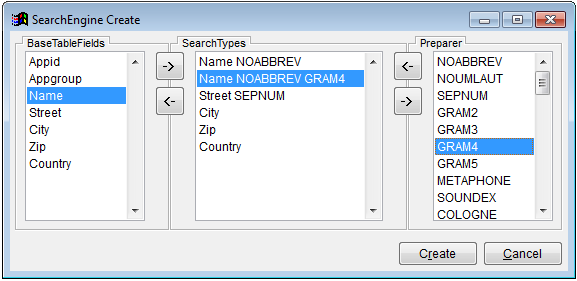 SearchEngine Create
BaseTableFields
Appid
Appgroup
Name
Street
City
Zip
Country
->
<-
SearchTypes
Name NOABBREV
Name NOABBREV GRAM4
Street SEPNUM
City
Zip
Country
<-
->
Preparer
NOABBREV
NOUMLAUT
SEPNUM
GRAM2
GRAM3
GRAM4
GRAM5
METAPHONE
SOUNDEX
COLOGNE
Create
Cancel